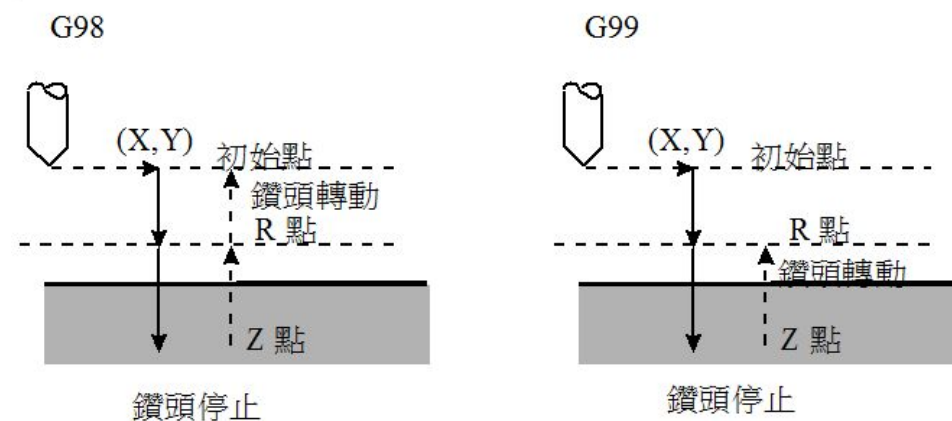 G98
(X,Y)
初始點
鑽頭轉動
R 點
Z 點
鑽頭停止
G99
(X,Y)
初始點
R 點
鑽頭轉動
Z 點
鑽頭停止